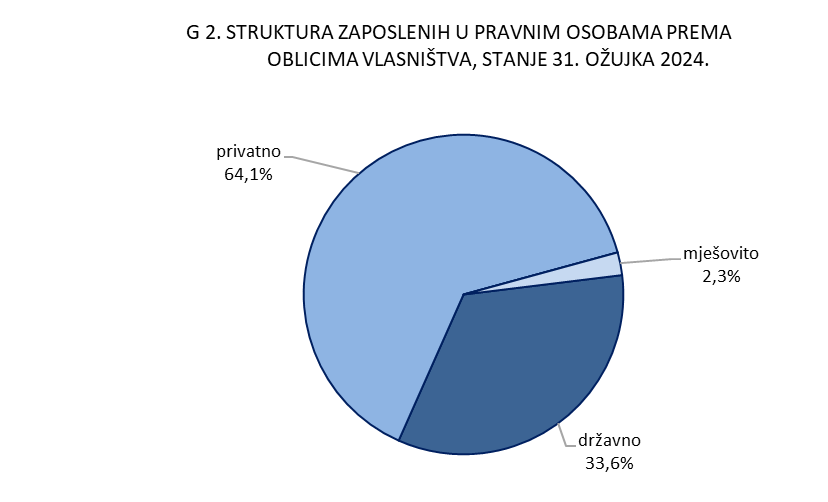 G 2. STRUKTURA ZAPOSLENIH U PRAVNIM OSOBAMA PREMA
OBLICIMA VLASNIŠTVA, STANJE 31. OŽUJKA 2024.
privatno
64,1%
mješovito
2,3%
državno
33,6%